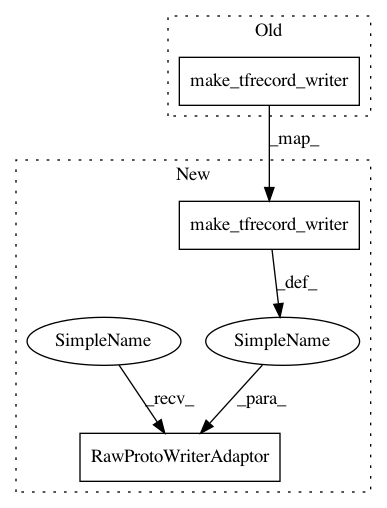 Old
make_tfrecord_writer
_map_
New
make_tfrecord_writer
_def_
SimpleName
SimpleName
_recv_
_para_
RawProtoWriterAdaptor